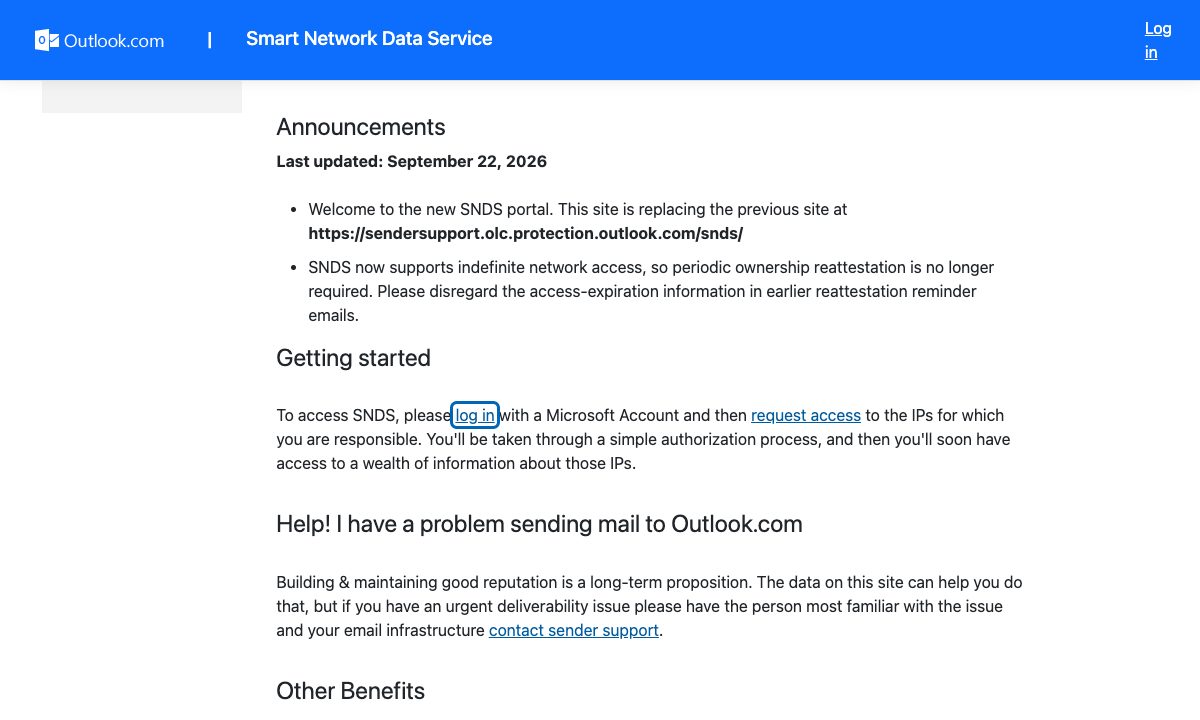 Outlook.com | Smart Network Data Service
Log
in
Announcements
Last updated: September 22, 2026
• Welcome to the new SNDS portal. This site is replacing the previous site at
https://sendersupport.olc.protection.outlook.com/snds/
• SNDS now supports indefinite network access, so periodic ownership reattestation is no longer
required. Please disregard the access-expiration information in earlier reattestation reminder
emails.
Getting started
To access SNDS, please log in with a Microsoft Account and then request access to the IPs for which
you are responsible. You'll be taken through a simple authorization process, and then you'll soon have
access to a wealth of information about those IPs.
Help! I have a problem sending mail to Outlook.com
Building & maintaining good reputation is a long-term proposition. The data on this site can help you do
that, but if you have an urgent deliverability issue please have the person most familiar with the issue
and your email infrastructure contact sender support.
Other Benefits